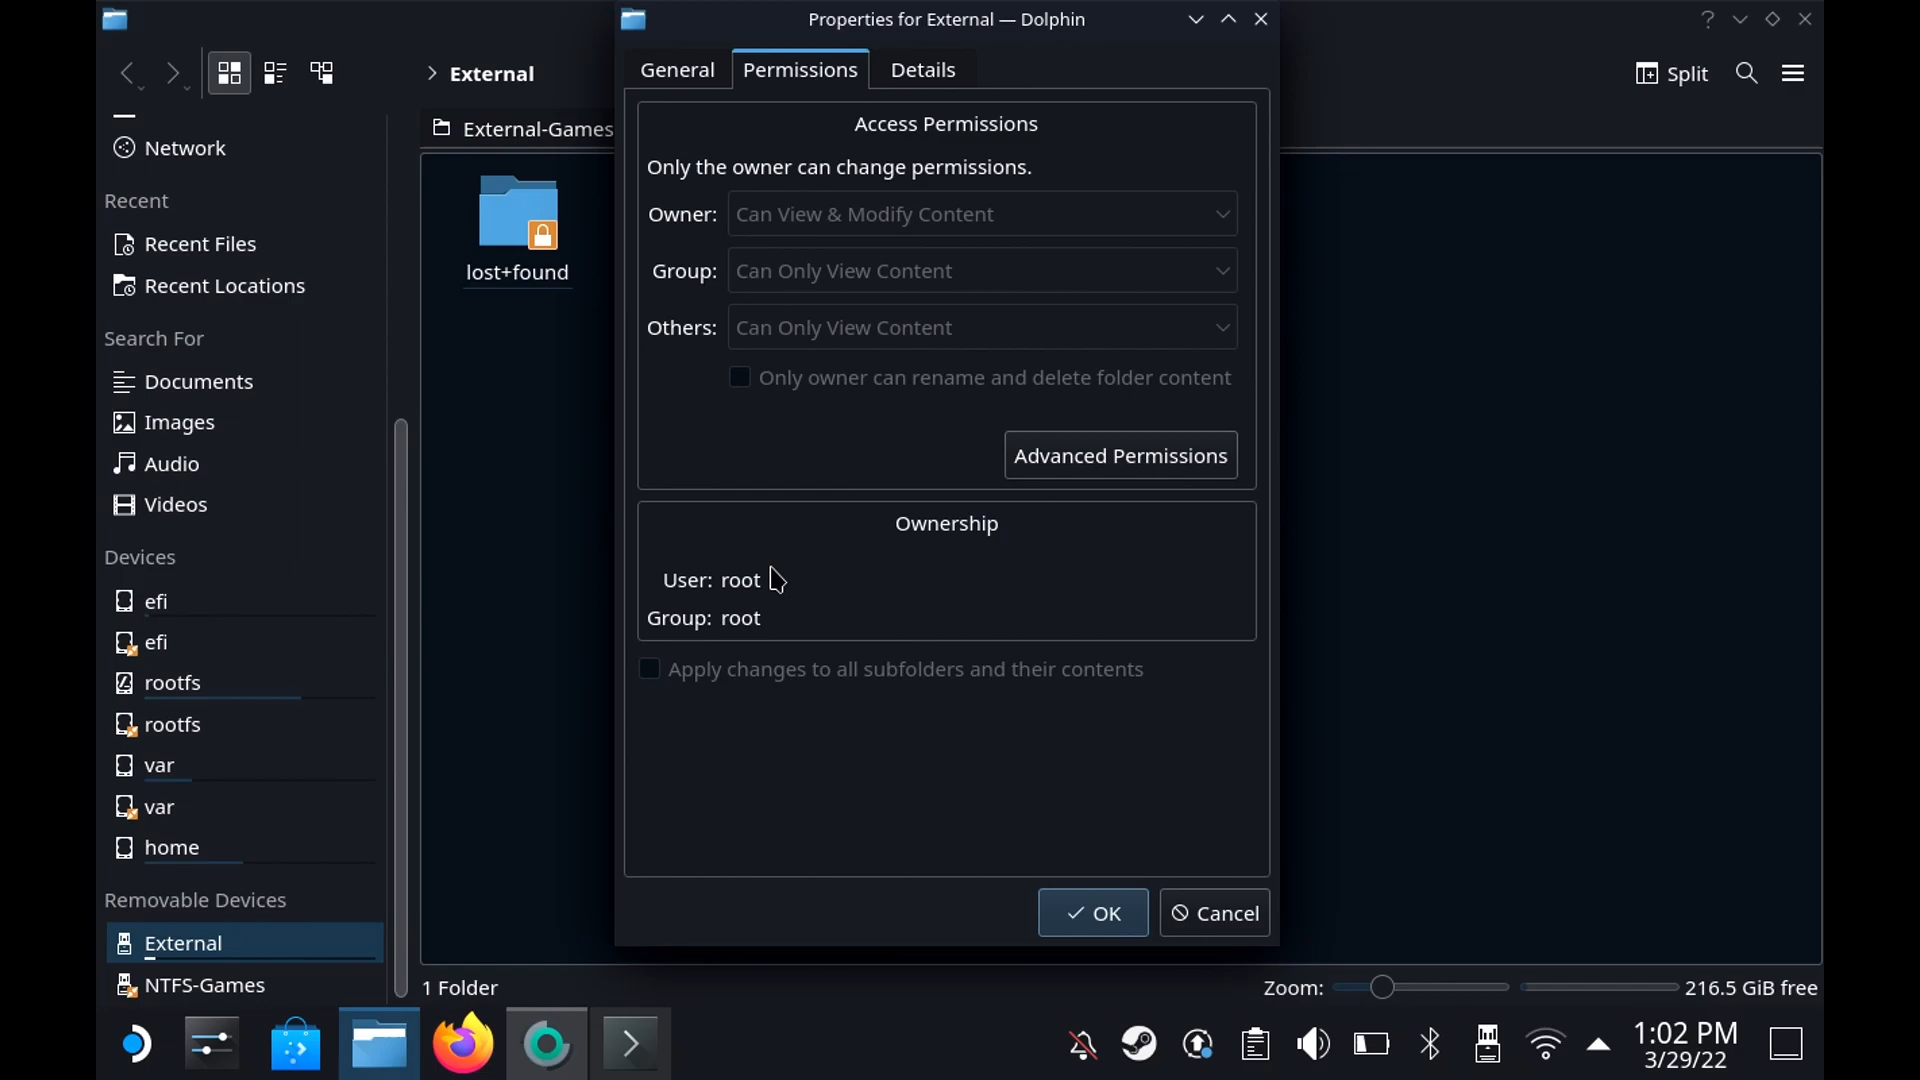 Properties for External — Dolphin
External
Split
General
Permissions
Details
External-Games
lost+found
Network
Recent
Recent Files
Recent Locations
Search For
Documents
Images
Audio
Videos
Devices
efi
efi
rootfs
rootfs
var
var
home
Removable Devices
External
NTFS-Games
Access Permissions
Only the owner can change permissions.
Owner: Can View & Modify Content
Group: Can Only View Content
Others: Can Only View Content
Only owner can rename and delete folder content
Advanced Permissions
Ownership
User: root
Group: root
Apply changes to all subfolders and their contents
OK
Cancel
1 Folder
Zoom:
216.5 GiB free
1:02 PM
3/29/22